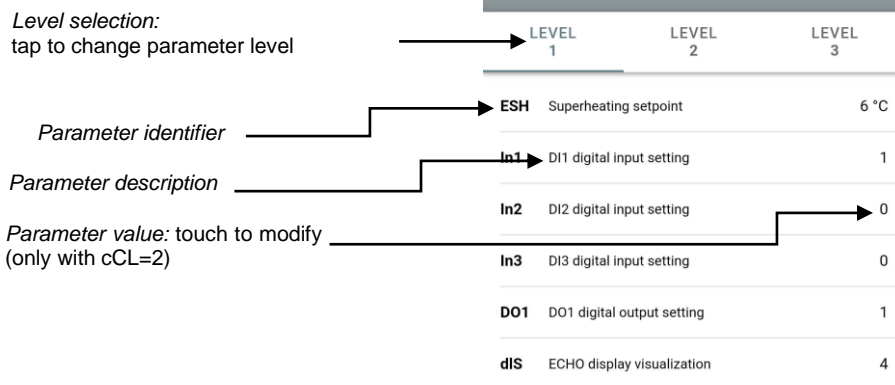 Level selection:
tap to change parameter level
LEVEL 1
LEVEL 2
LEVEL 3
Parameter identifier
ESH Superheating setpoint 6 °C
In1 DI1 digital input setting 1
Parameter description
In2 DI2 digital input setting 0
Parameter value: touch to modify
(only with cCL=2)
In3 DI3 digital input setting 0
DO1 DO1 digital output setting 1
dIS ECHO display visualization 4